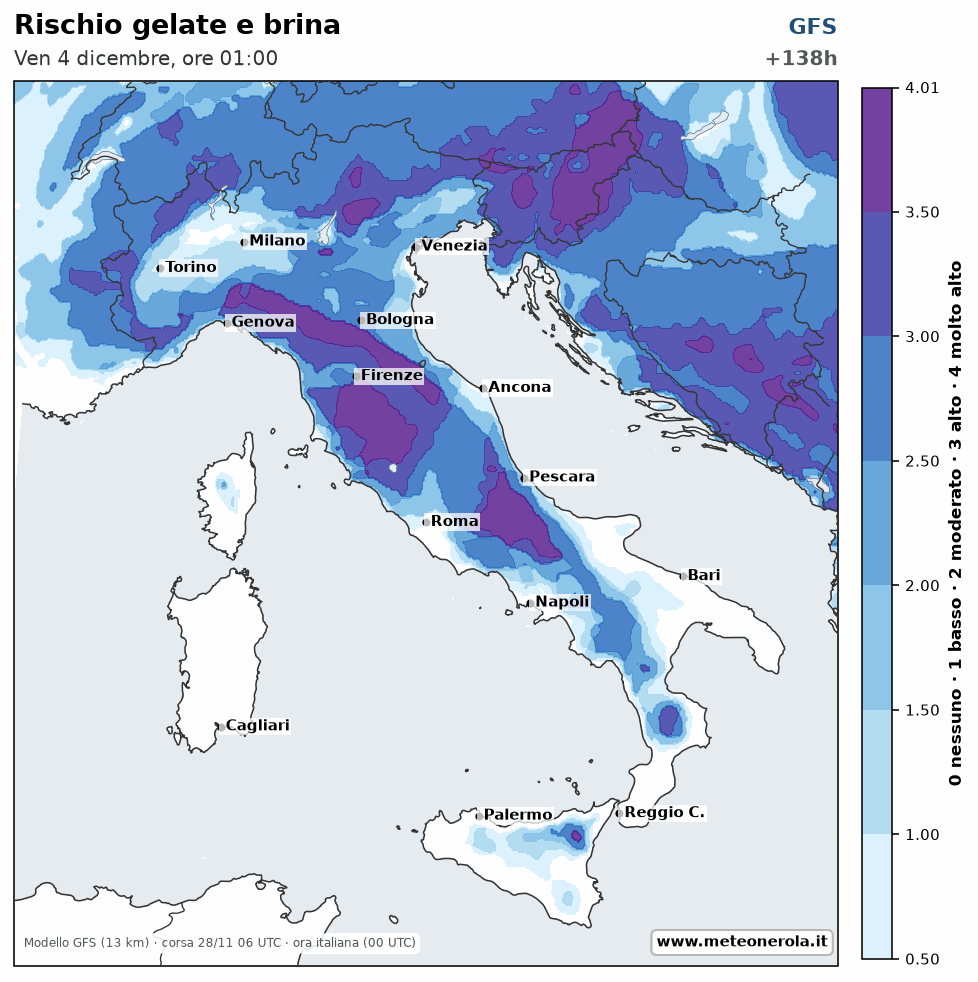 Rischio gelate e brina
GFS
Ven 4 dicembre, ore 01:00
+138h
4.01
3.50
3.00
2.50
2.00
1.50
1.00
0.50
0 nessuno · 1 basso · 2 moderato · 3 alto · 4 molto alto
Milano
Venezia
Torino
Genova
Bologna
Firenze
Ancona
Pescara
Roma
Bari
Napoli
Cagliari
Palermo
Reggio C.
Modello GFS (13 km) · corsa 28/11 06 UTC · ora italiana (00 UTC)
www.meteonerola.it